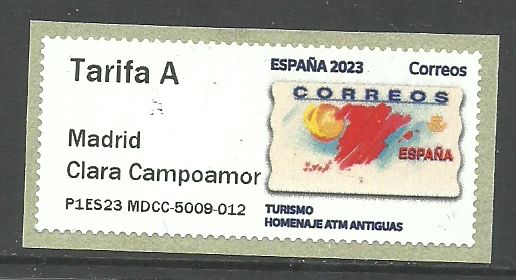 Tarifa A
Madrid
Clara Campoamor
P1ES23 MDCC-5009-012
ESPAÑA 2023 Correos
CORREOS
ESPAÑA
TURISMO
HOMENAJE ATM ANTIGUAS